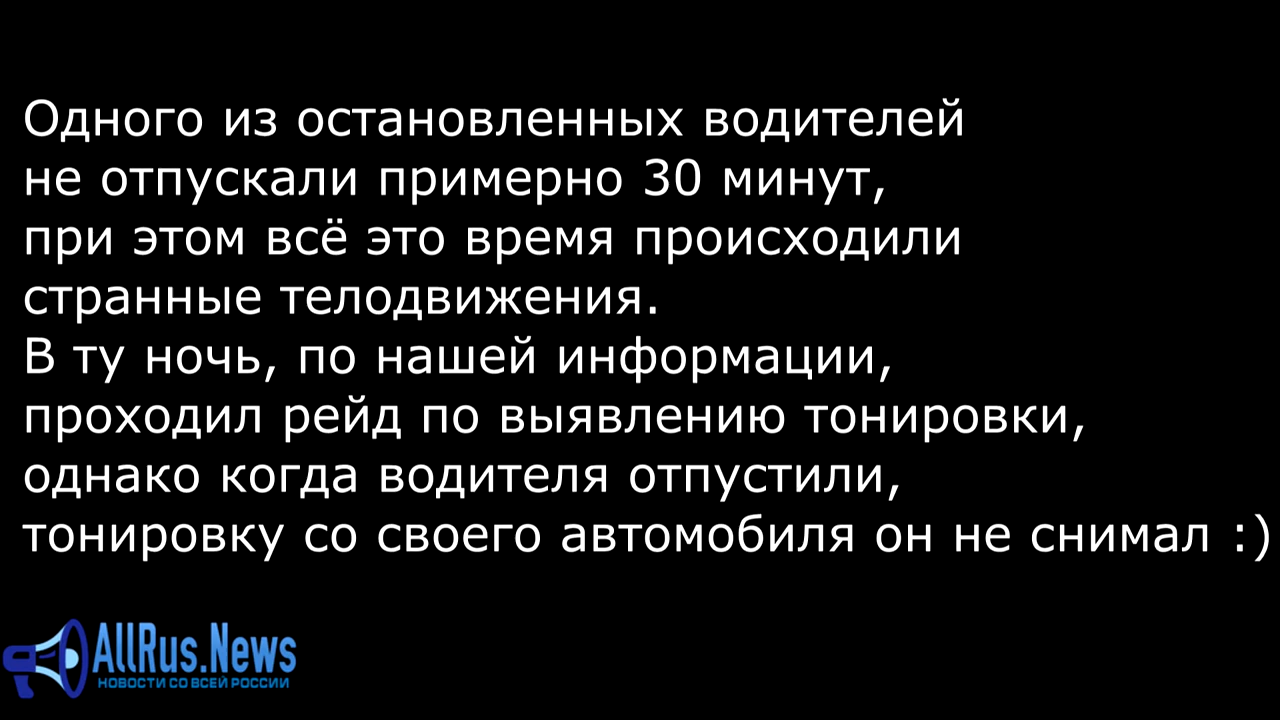 Одного из остановленных водителей
не отпускали примерно 30 минут,
при этом всё это время происходили
странные телодвижения.
В ту ночь, по нашей информации,
проходил рейд по выявлению тонировки,
однако когда водителя отпустили,
тонировку со своего автомобиля он не снимал :)
AllRus.News
НОВОСТИ СО ВСЕЙ РОССИИ